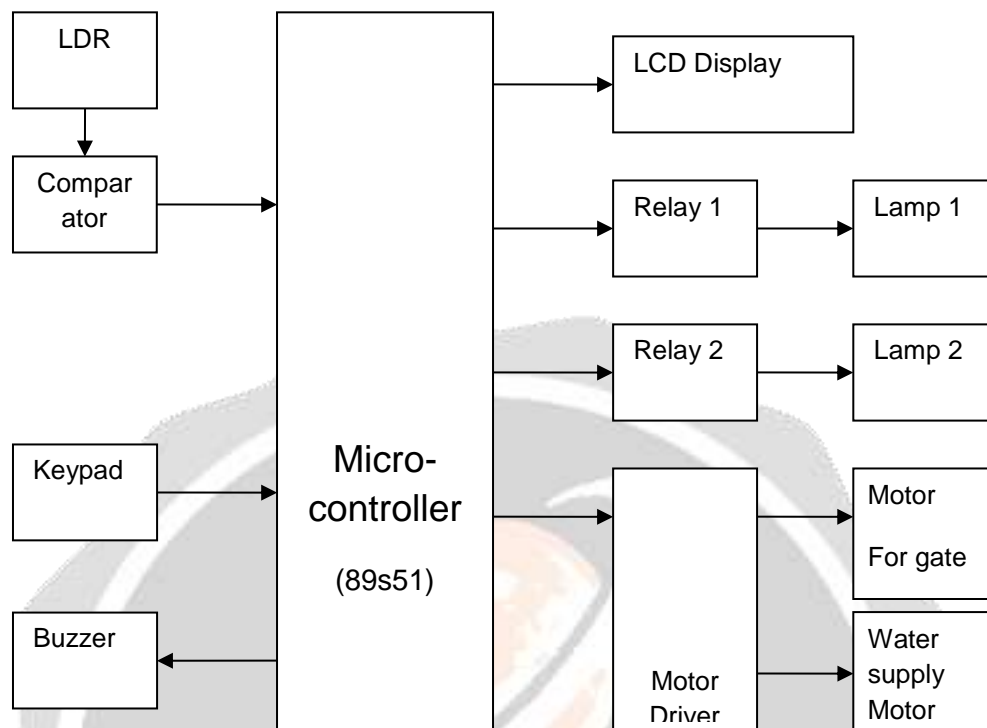 LDR
Compar
ator
Keypad
Buzzer
Micro-
controller
(89s51)
LCD Display
Relay 1
Lamp 1
Relay 2
Lamp 2
Motor
Driver
Motor
For gate
Water
supply
Motor